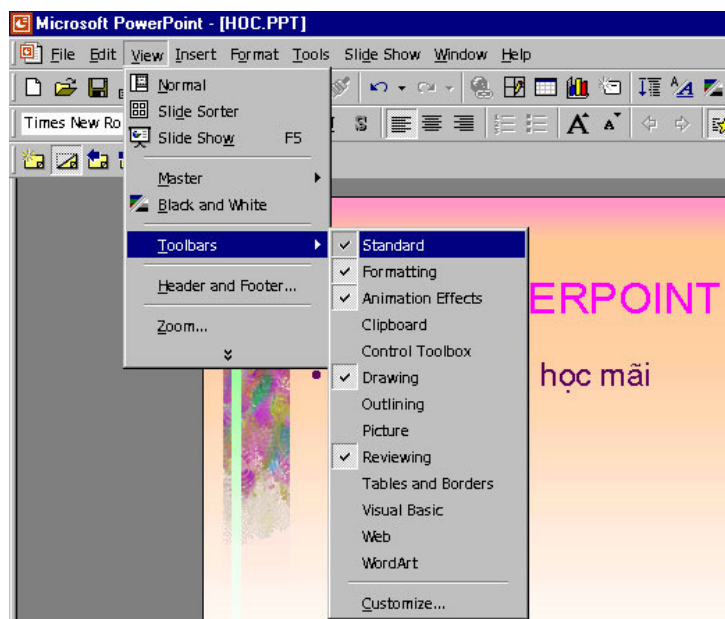 Microsoft PowerPoint - [HOC.PPT]
File Edit View Insert Format Tools Slide Show Window Help
Times New Ro
Normal
Slide Sorter
Slide Show F5
Master
Black and White
Toolbars
Header and Footer...
Zoom...
Standard
Formatting
Animation Effects
Clipboard
Control Toolbox
Drawing
Outlining
Picture
Reviewing
Tables and Borders
Visual Basic
Web
WordArt
Customize...
ERPOINT
học mãi